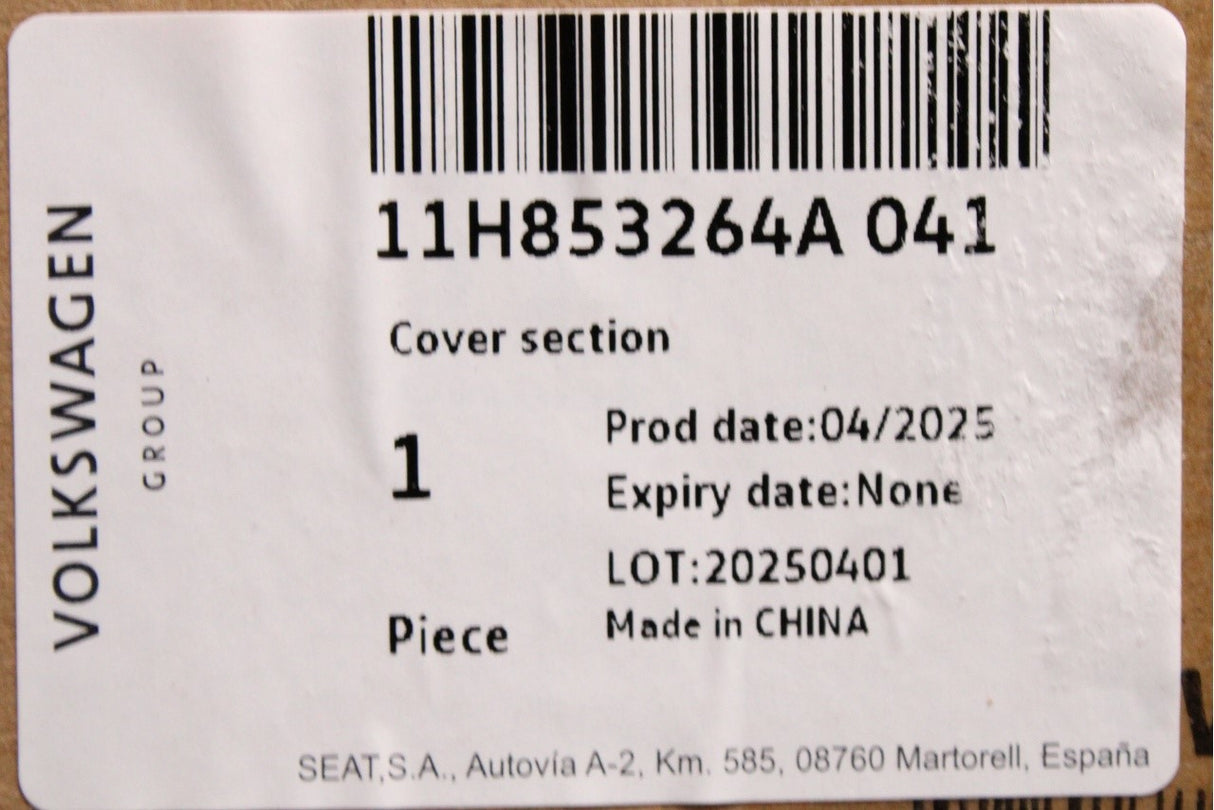 VOLKSWAGEN
GROUP
11H853264A 041
Cover section
1
Piece
Prod date:04/2025
Expiry date:None
LOT:20250401
Made in CHINA
SEAT,S.A., Autovía A-2, Km. 585, 08760 Martorell, España